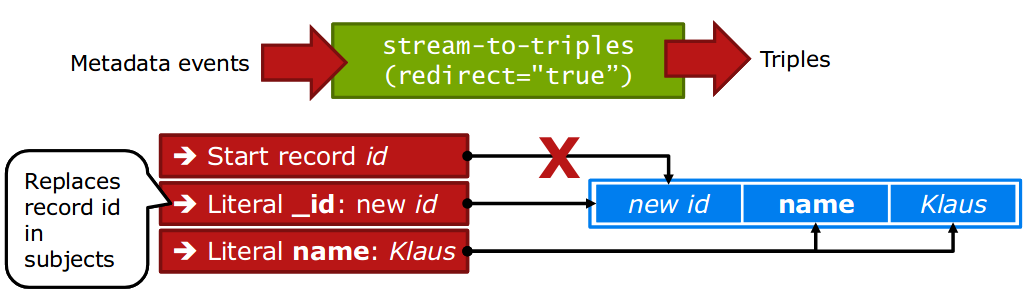 Metadata events
stream-to-triples
(redirect="true”)
Triples
➔ Start record id
X
Replaces
record id
in
subjects
➔ Literal _id: new id
new id name Klaus
➔ Literal name: Klaus